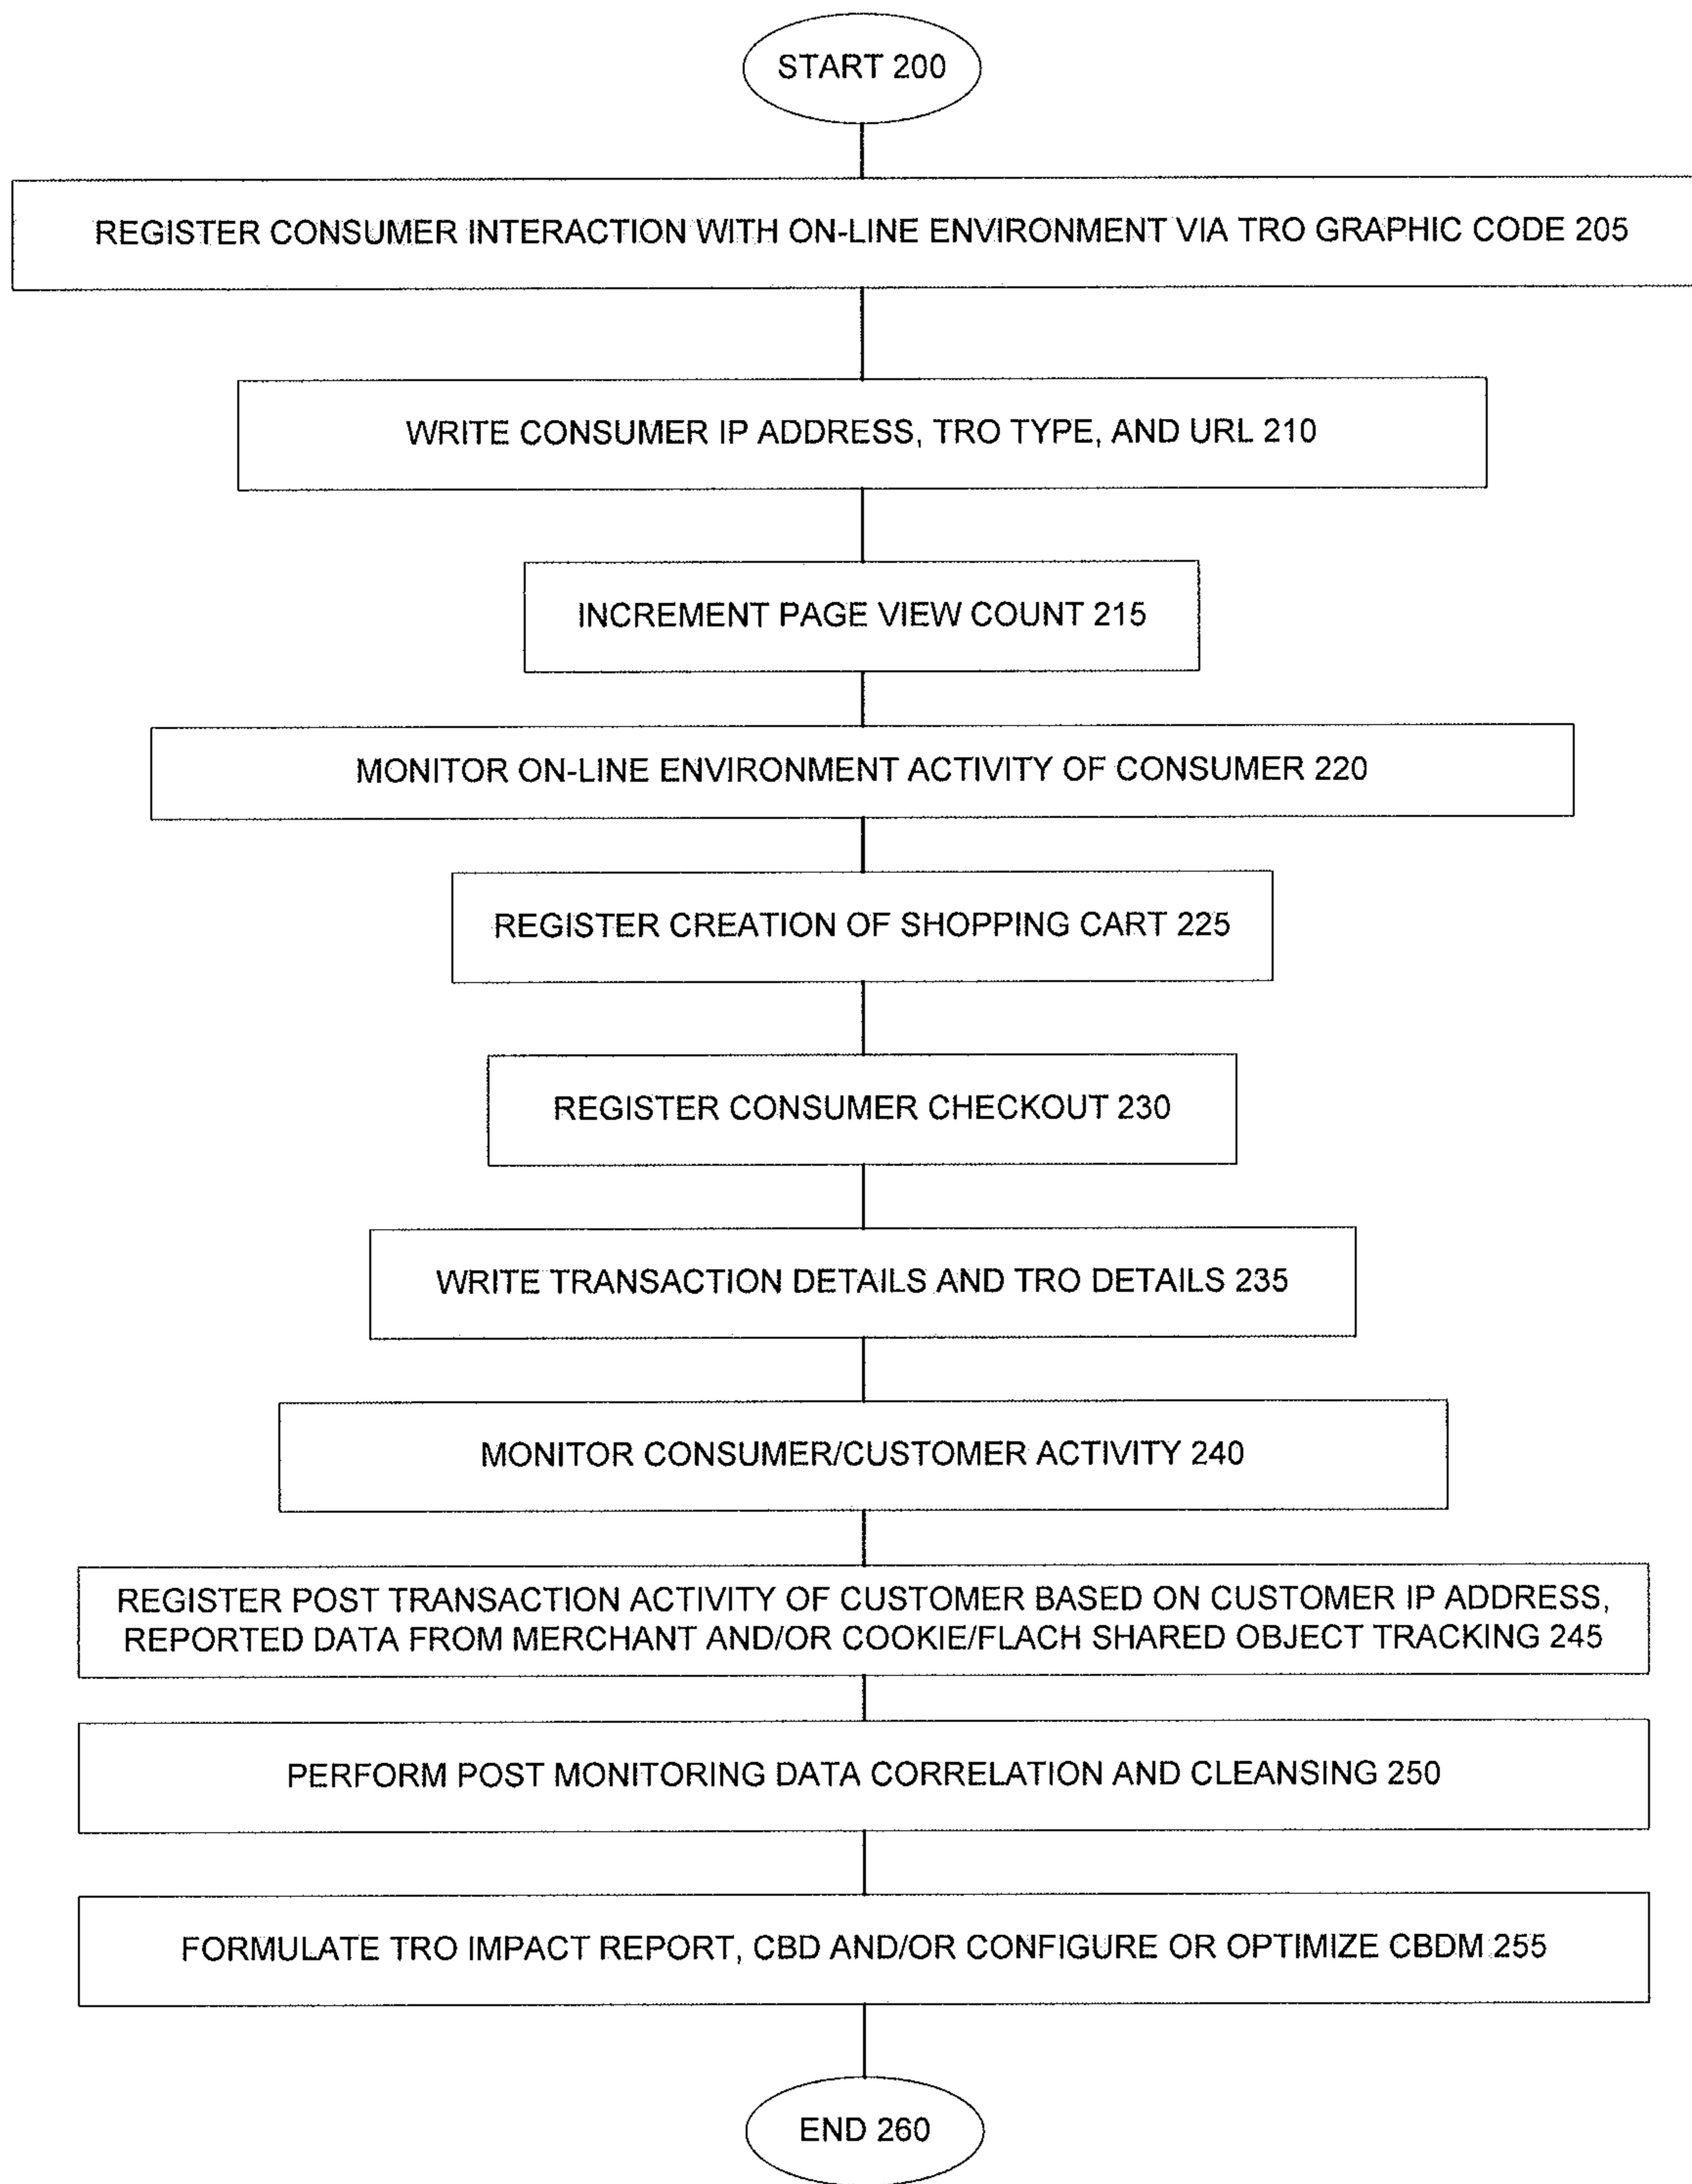 START 200
REGISTER CONSUMER INTERACTION WITH ON-LINE ENVIRONMENT VIA TRO GRAPHIC CODE 205
WRITE CONSUMER IP ADDRESS, TRO TYPE, AND URL 210
INCREMENT PAGE VIEW COUNT 215
MONITOR ON-LINE ENVIRONMENT ACTIVITY OF CONSUMER 220
REGISTER CREATION OF SHOPPING CART 225
REGISTER CONSUMER CHECKOUT 230
WRITE TRANSACTION DETAILS AND TRO DETAILS 235
MONITOR CONSUMER/CUSTOMER ACTIVITY 240
REGISTER POST TRANSACTION ACTIVITY OF CUSTOMER BASED ON CUSTOMER IP ADDRESS,
REPORTED DATA FROM MERCHANT AND/OR COOKIE/FLACH SHARED OBJECT TRACKING 245
PERFORM POST MONITORING DATA CORRELATION AND CLEANSING 250
FORMULATE TRO IMPACT REPORT, CBD AND/OR CONFIGURE OR OPTIMIZE CBDM 255
END 260